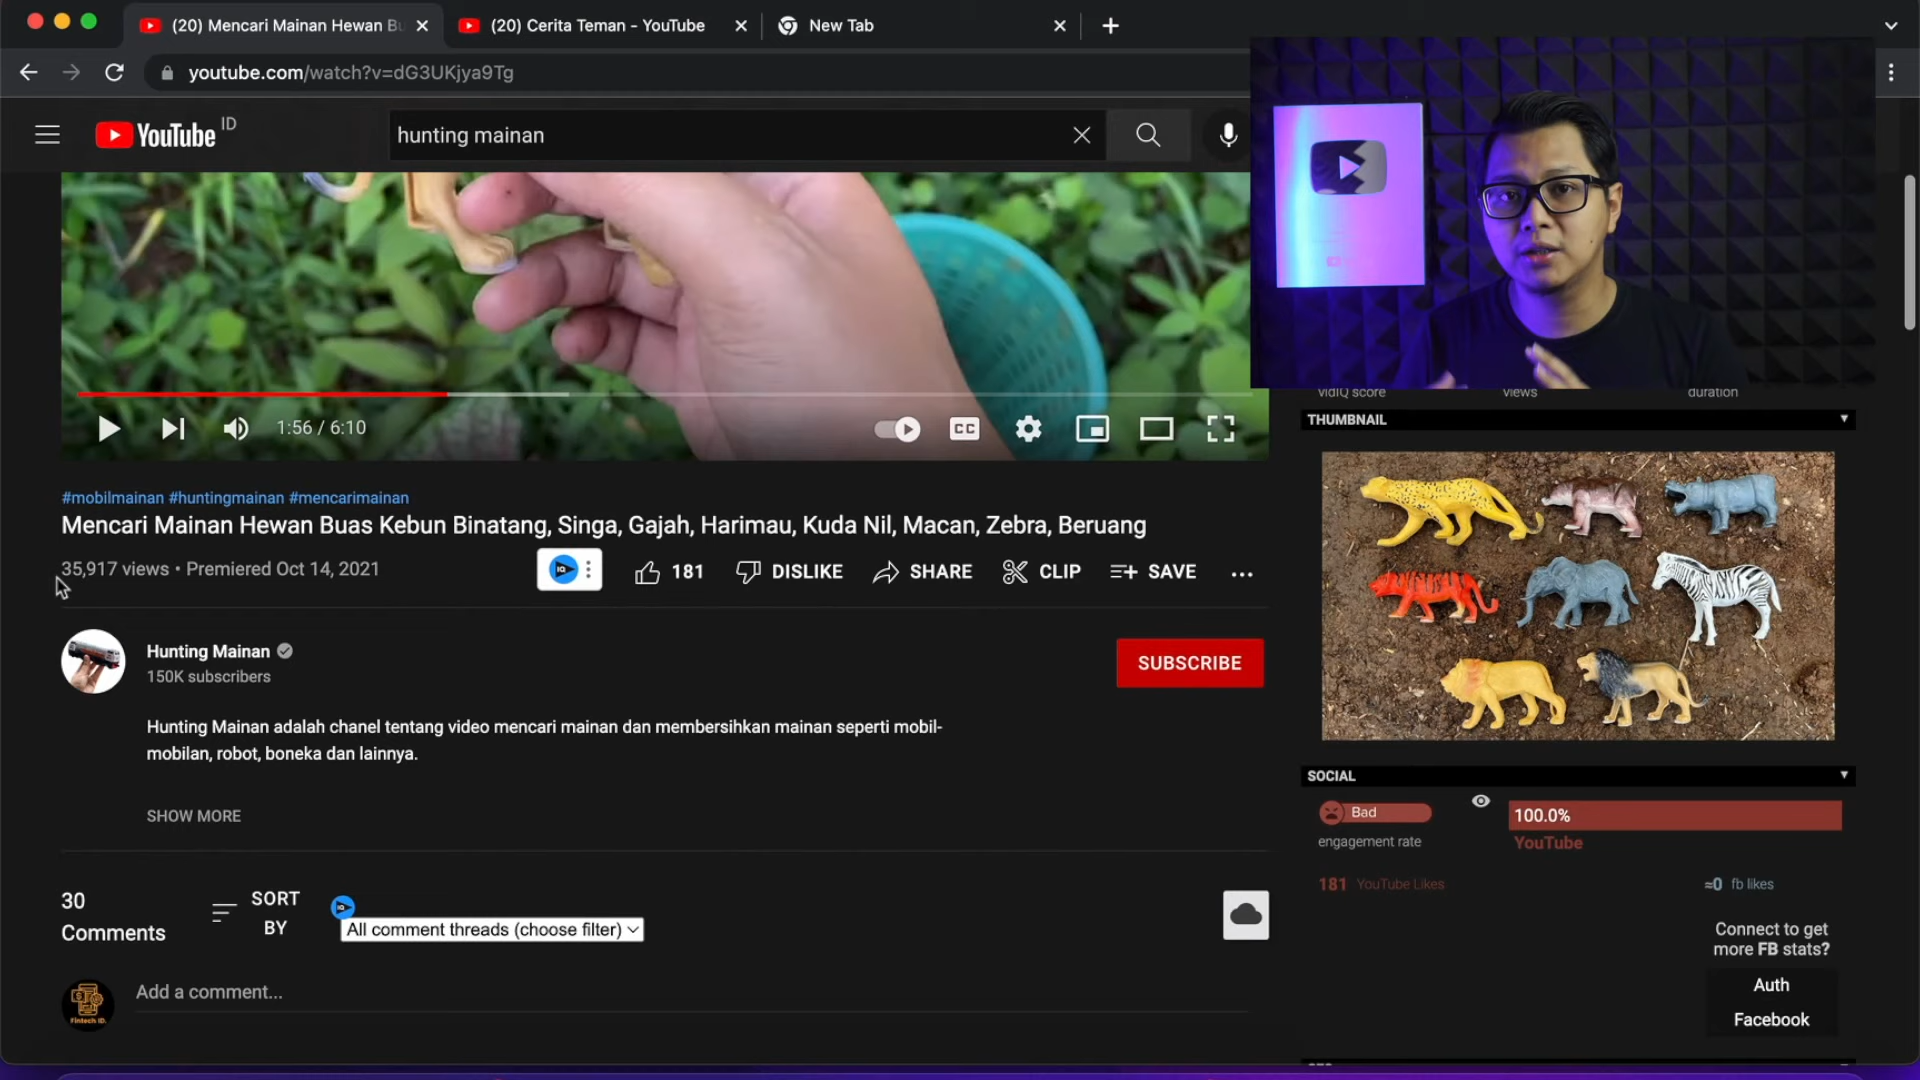 (20) Mencari Mainan Hewan Bu
(20) Cerita Teman - YouTube
New Tab
youtube.com/watch?v=dG3UKjya9Tg
YouTube ID
hunting mainan
1:56 / 6:10
CC
vidIQ score
views
duration
THUMBNAIL
#mobilmainan #huntingmainan #mencarimainan
Mencari Mainan Hewan Buas Kebun Binatang, Singa, Gajah, Harimau, Kuda Nil, Macan, Zebra, Beruang
35,917 views • Premiered Oct 14, 2021
IQ
181
DISLIKE
SHARE
CLIP
SAVE
Hunting Mainan
150K subscribers
SUBSCRIBE
Hunting Mainan adalah chanel tentang video mencari mainan dan membersihkan mainan seperti mobil-
mobilan, robot, boneka dan lainnya.
SHOW MORE
SOCIAL
Bad
engagement rate
100.0%
YouTube
181 YouTube Likes
≈0 fb likes
Connect to get
more FB stats?
Auth
Facebook
30
Comments
SORT
BY
IQ
All comment threads (choose filter)
Add a comment...
Fintech ID.